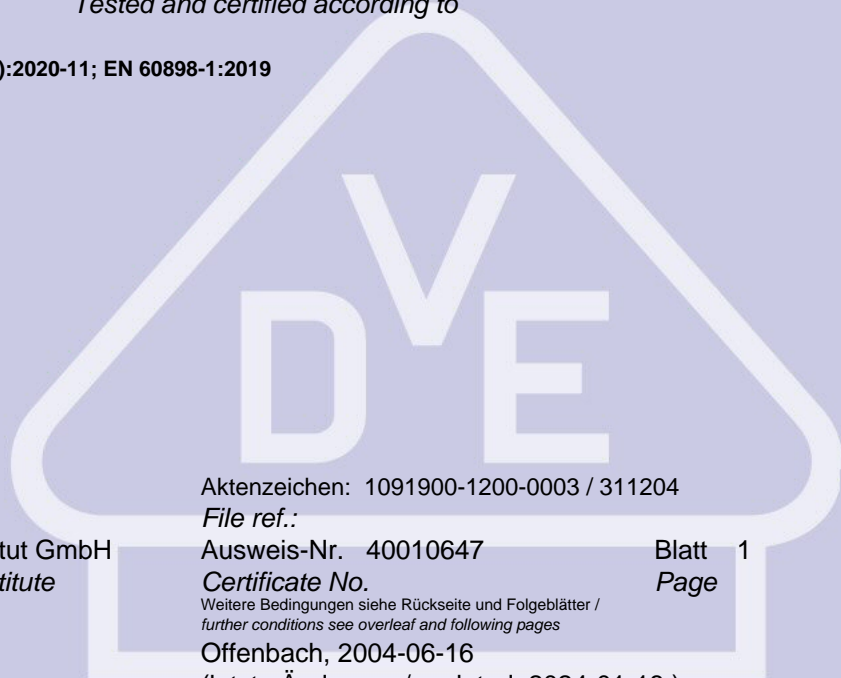 Tested and certified according to
):2020-11; EN 60898-1:2019
DVE
Aktenzeichen: 1091900-1200-0003 / 311204
File ref.:
tut GmbH Ausweis-Nr. 40010647 Blatt 1
titute Certificate No. Page
Weitere Bedingungen siehe Rückseite und Folgeblätter /
further conditions see overleaf and following pages
Offenbach, 2004-06-16